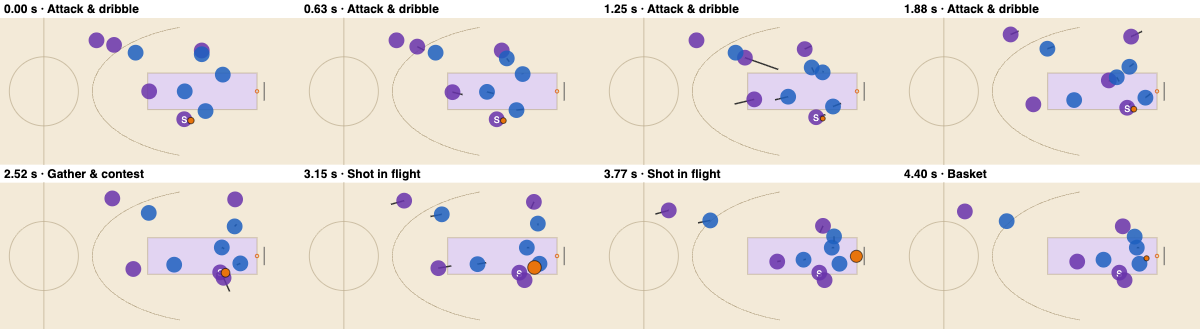 0.00 s · Attack & dribble
0.63 s · Attack & dribble
1.25 s · Attack & dribble
1.88 s · Attack & dribble
S
S
S
S
2.52 s · Gather & contest
3.15 s · Shot in flight
3.77 s · Shot in flight
4.40 s · Basket
S
S
S
S